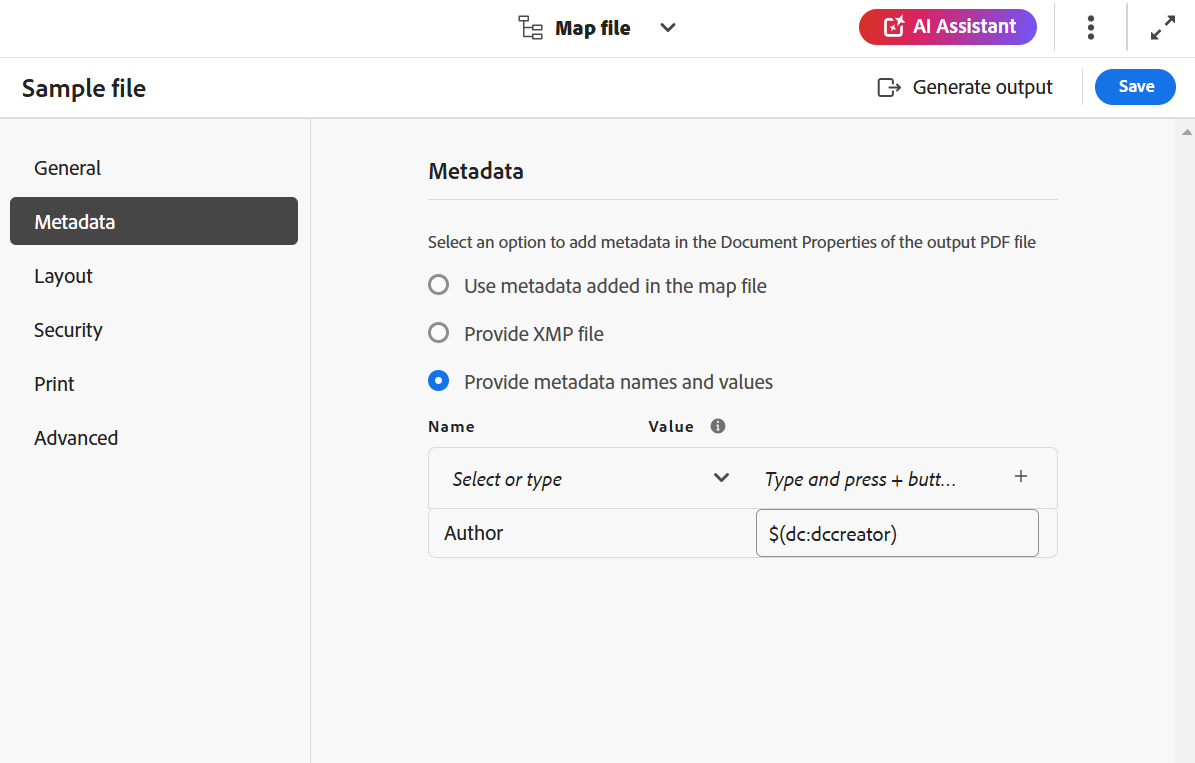 Map file
AI Assistant
Sample file
Generate output
Save
General
Metadata
Layout
Security
Print
Advanced
Metadata
Select an option to add metadata in the Document Properties of the output PDF file
Use metadata added in the map file
Provide XMP file
Provide metadata names and values
Name Value
Select or type Type and press + butt...
Author $(dc:dccreator)